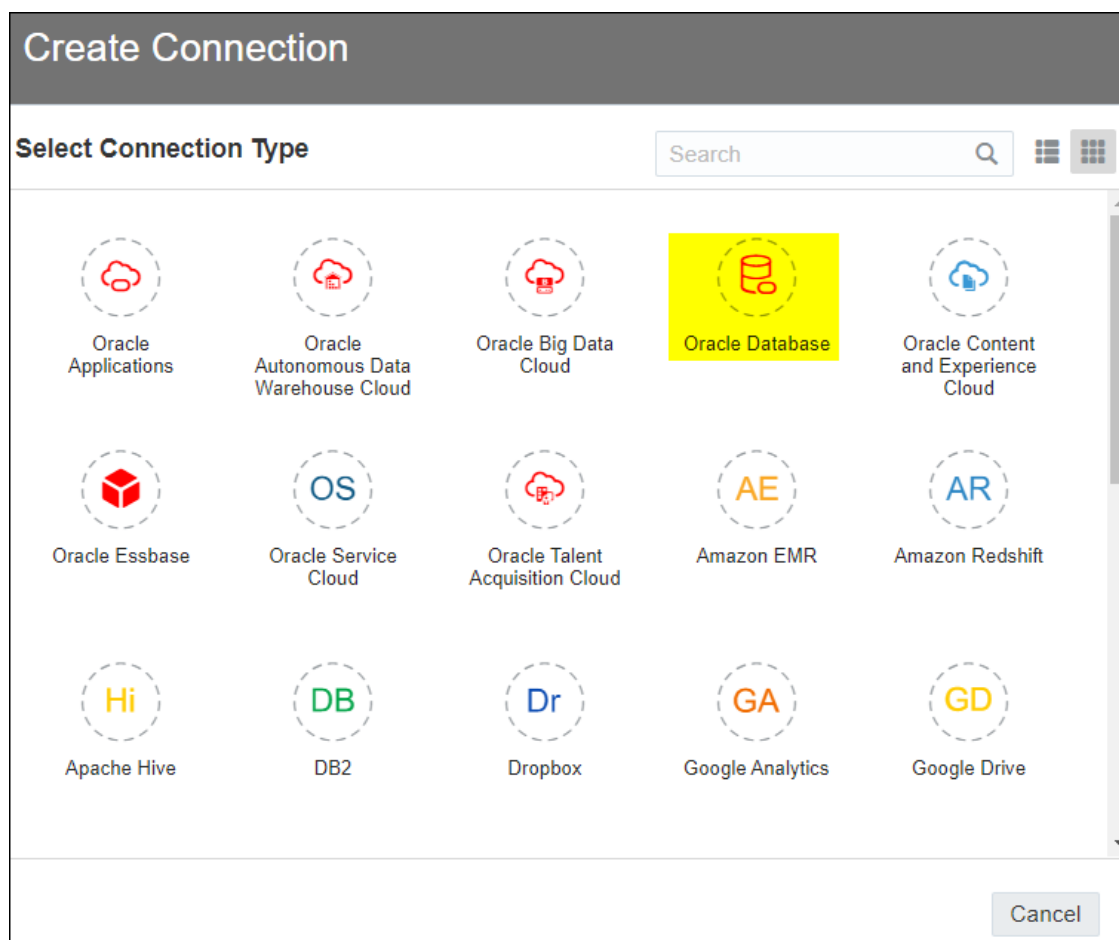 Create Connection
Select Connection Type
Search
Oracle
Applications
Oracle
Autonomous Data
Warehouse Cloud
Oracle Big Data
Cloud
Oracle Database
Oracle Content
and Experience
Cloud
Oracle Essbase
OS
Oracle Service
Cloud
Oracle Talent
Acquisition Cloud
AE
Amazon EMR
AR
Amazon Redshift
Hi
Apache Hive
DB
DB2
Dr
Dropbox
GA
Google Analytics
GD
Google Drive
Cancel